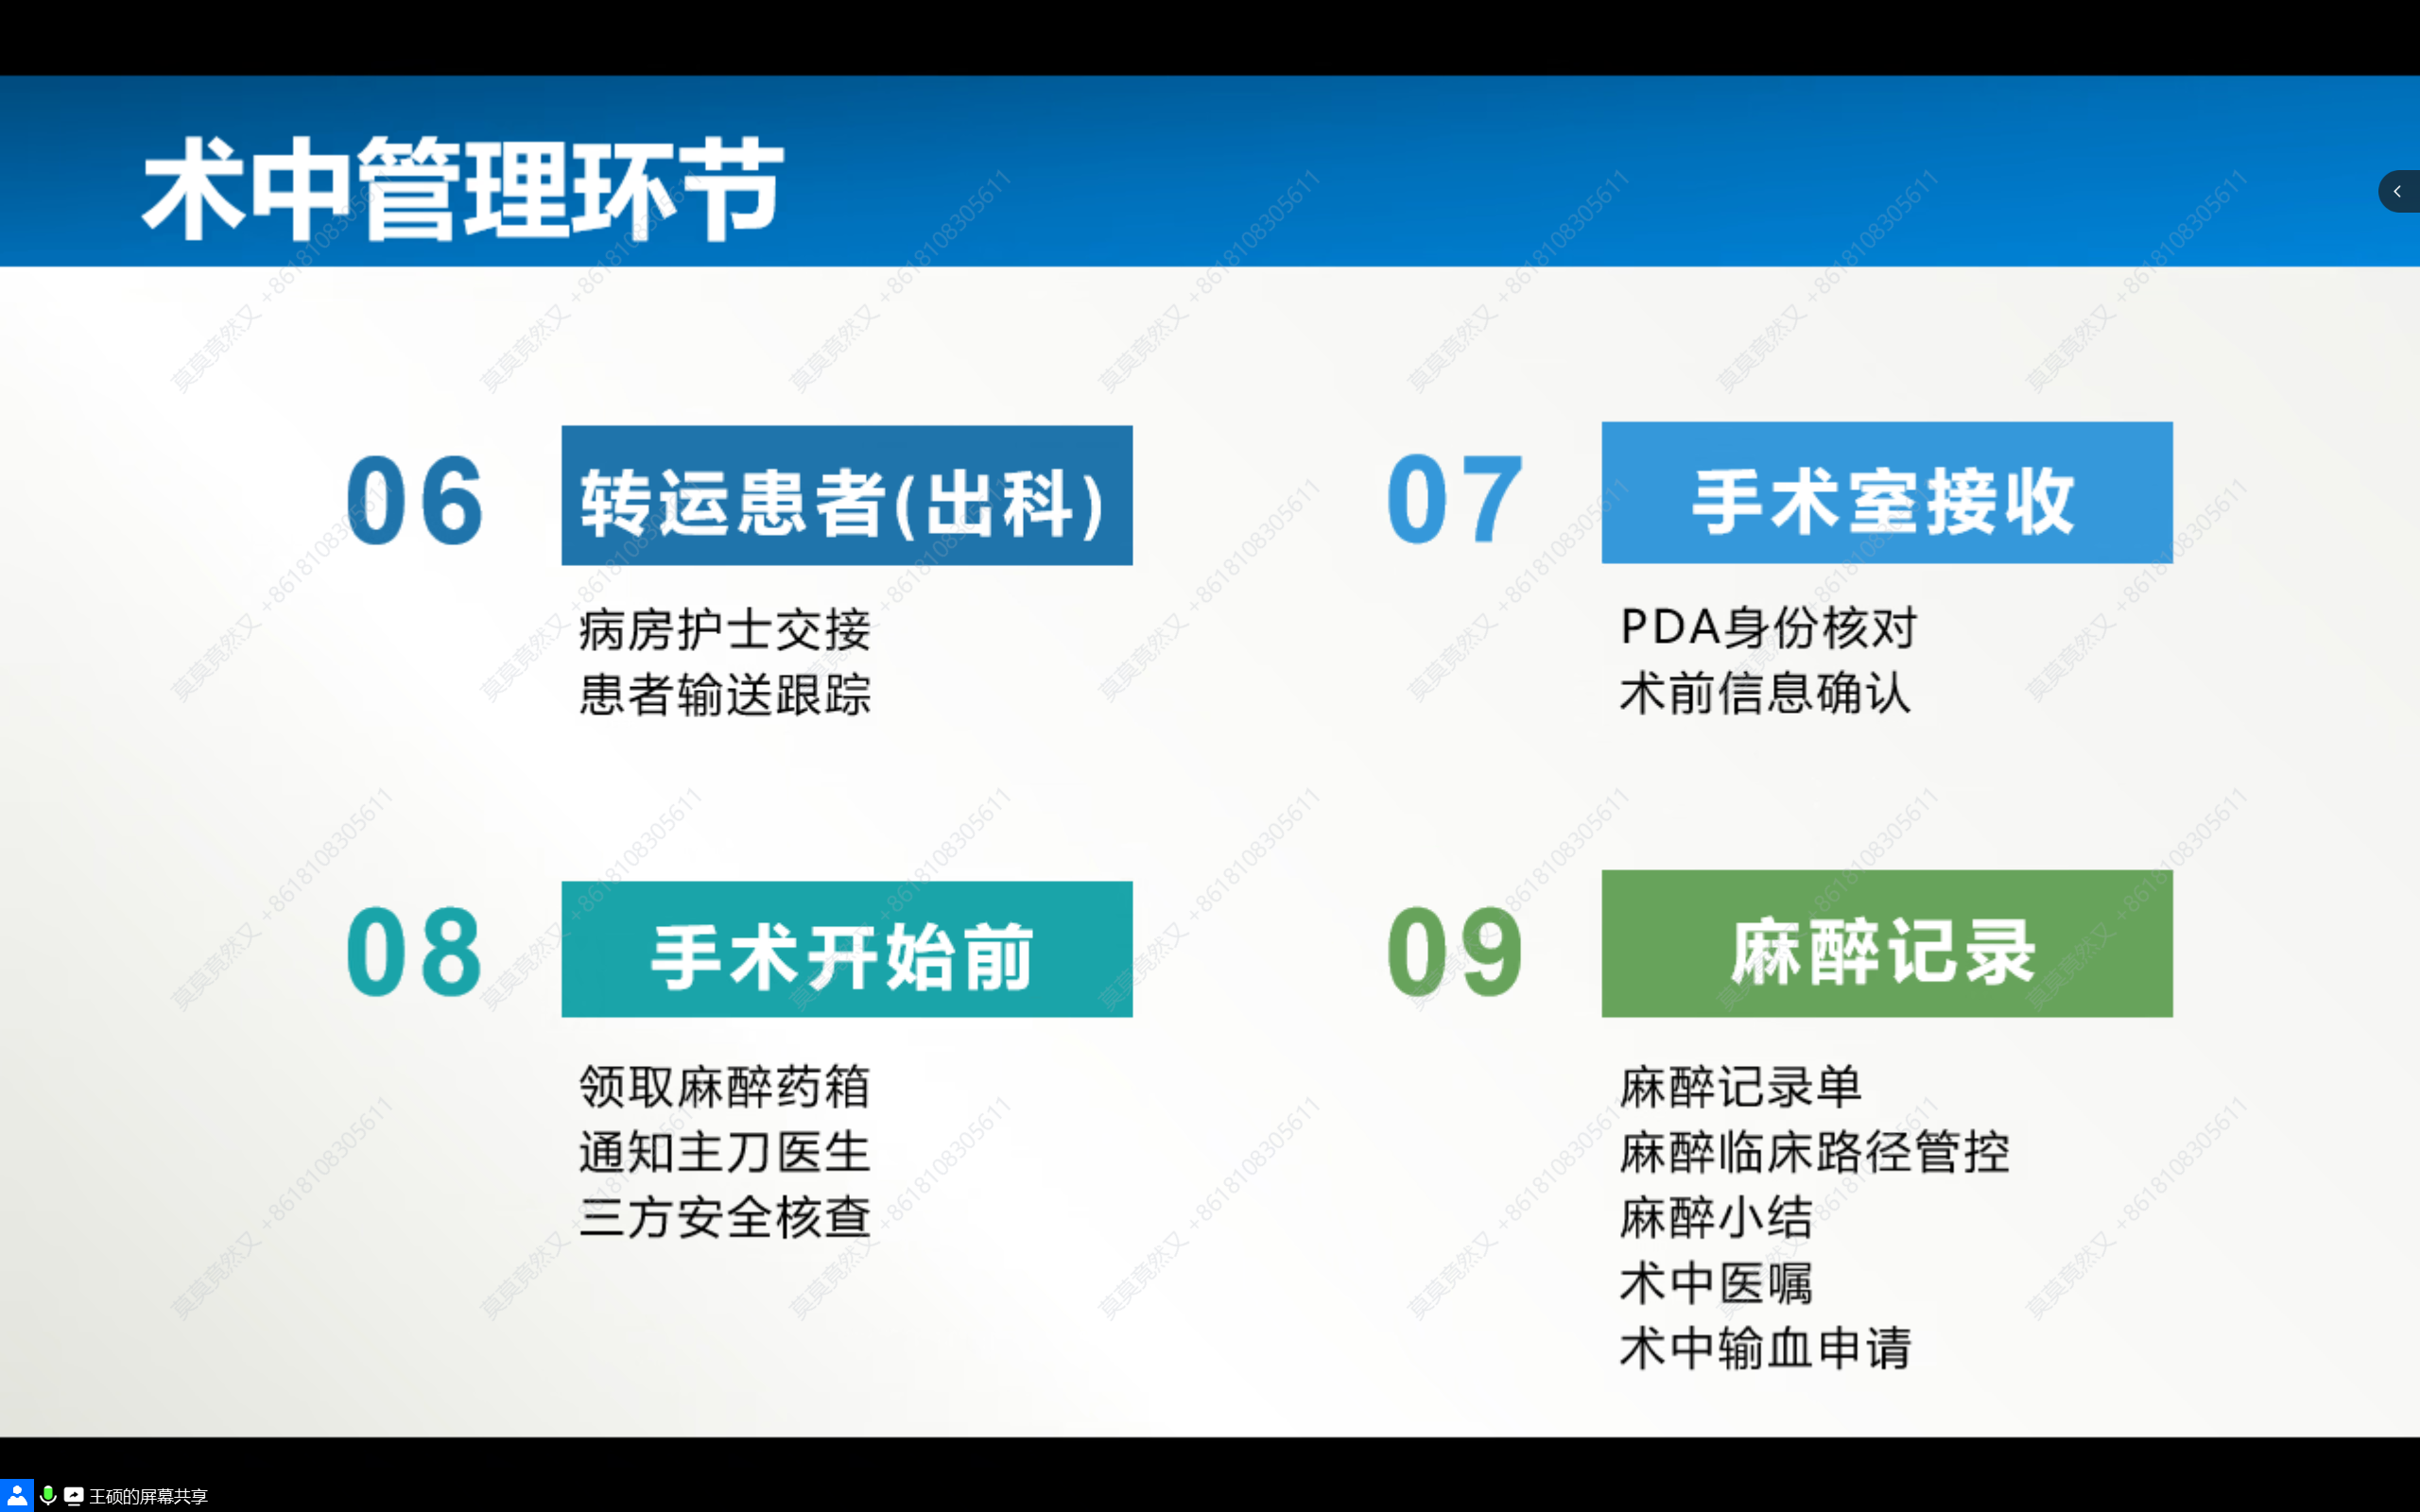 术中管理环节
06
转运患者(出科)
病房护士交接
患者输送跟踪
07
手术室接收
PDA身份核对
术前信息确认
08
手术开始前
领取麻醉药箱
通知主刀医生
三方安全核查
09
麻醉记录
麻醉记录单
麻醉临床路径管控
麻醉小结
术中医嘱
术中输血申请
莫莫竟然又 +8618108305611
王硕的屏幕共享